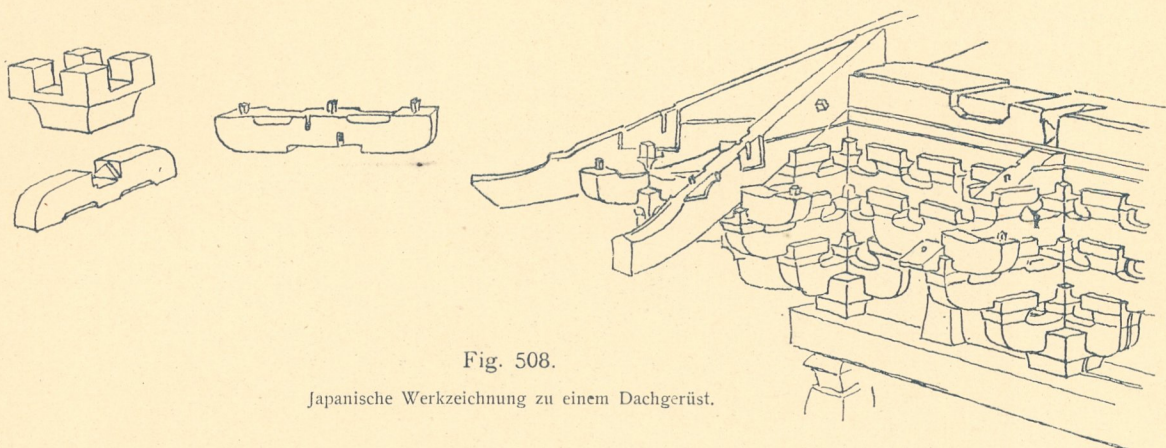 Fig. 508.
Japanische Werkzeichnung zu einem Dachgerüst.